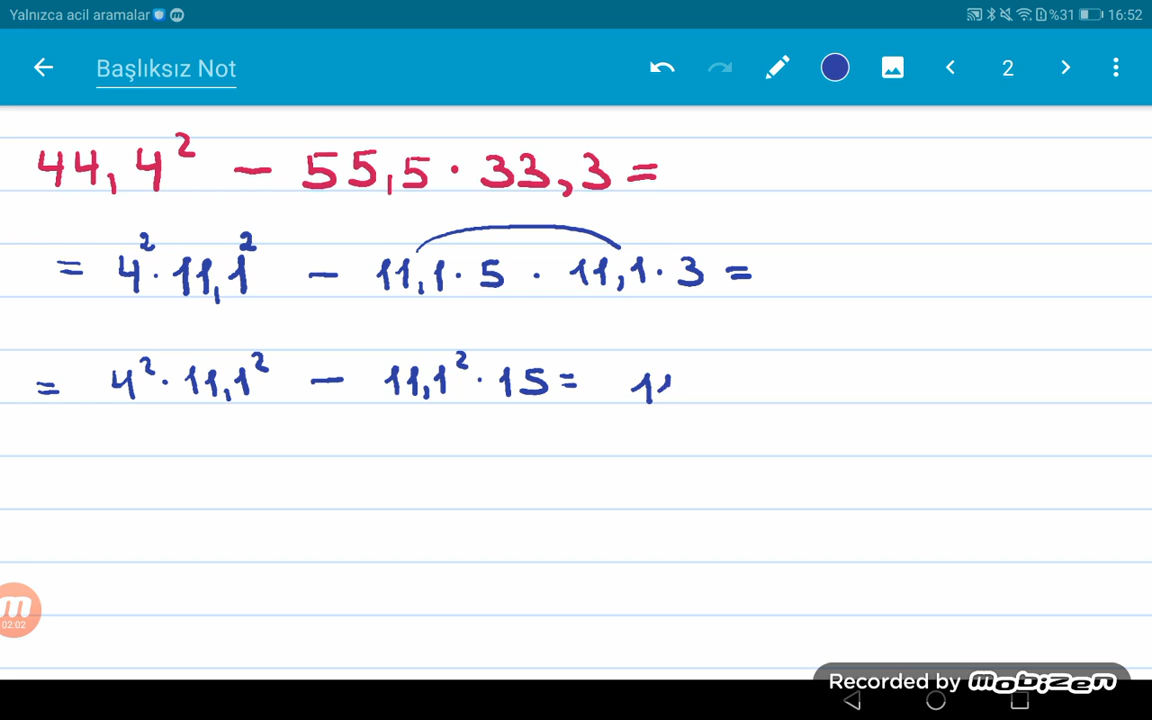 Yalnızca acil aramalar %31 16:52
Başlıksız Not 2
44,4² - 55,5 · 33,3 =
= 4² · 11,1² - 11,1 · 5 · 11,1 · 3 =
= 4² · 11,1² - 11,1² · 15 = 11
02:02
Recorded by mobizen